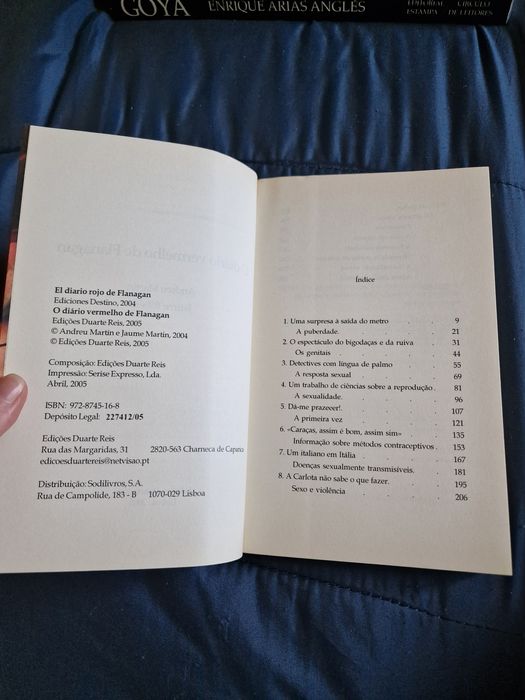 GOYA
ENRIQUE ARIAS ANGLÉS
EDITORIAL
ESTAMPA
CÍRCULO
DE LEITORES
El diario rojo de Flanagan
Ediciones Destino, 2004
O diário vermelho de Flanagan
Edições Duarte Reis, 2005
© Andreu Martín e Jaume Martín, 2004
© Edições Duarte Reis, 2005
Composição: Edições Duarte Reis
Impressão: Serise Expresso, Lda.
Abril, 2005
ISBN: 972-8745-16-8
Depósito Legal: 227412/05
Edições Duarte Reis
Rua das Margaridas, 31 2820-563 Charneca de Caparica
edicoesduartereis@netvisao.pt
Distribuição: Sodilivros, S.A.
Rua de Campolide, 183 - B 1070-029 Lisboa
Índice
1. Uma surpresa à saída do metro . . 9
A puberdade. . . . 21
2. O espectáculo do bigodaças e da ruiva . 31
Os genitais . . . . 44
3. Detectives com língua de palmo . . 55
A resposta sexual . . . 69
4. Um trabalho de ciências sobre a reprodução . 81
A sexualidade. . . . 96
5. Dá-me prazeeer!. . . . 107
A primeira vez . . . 121
6. «Caraças, assim é bom, assim sim» . . 135
Informação sobre métodos contraceptivos . 153
7. Um italiano em Itália . . . 167
Doenças sexualmente transmisíveis. . 181
8. A Carlota não sabe o que fazer. . . 195
Sexo e violência . . . 206